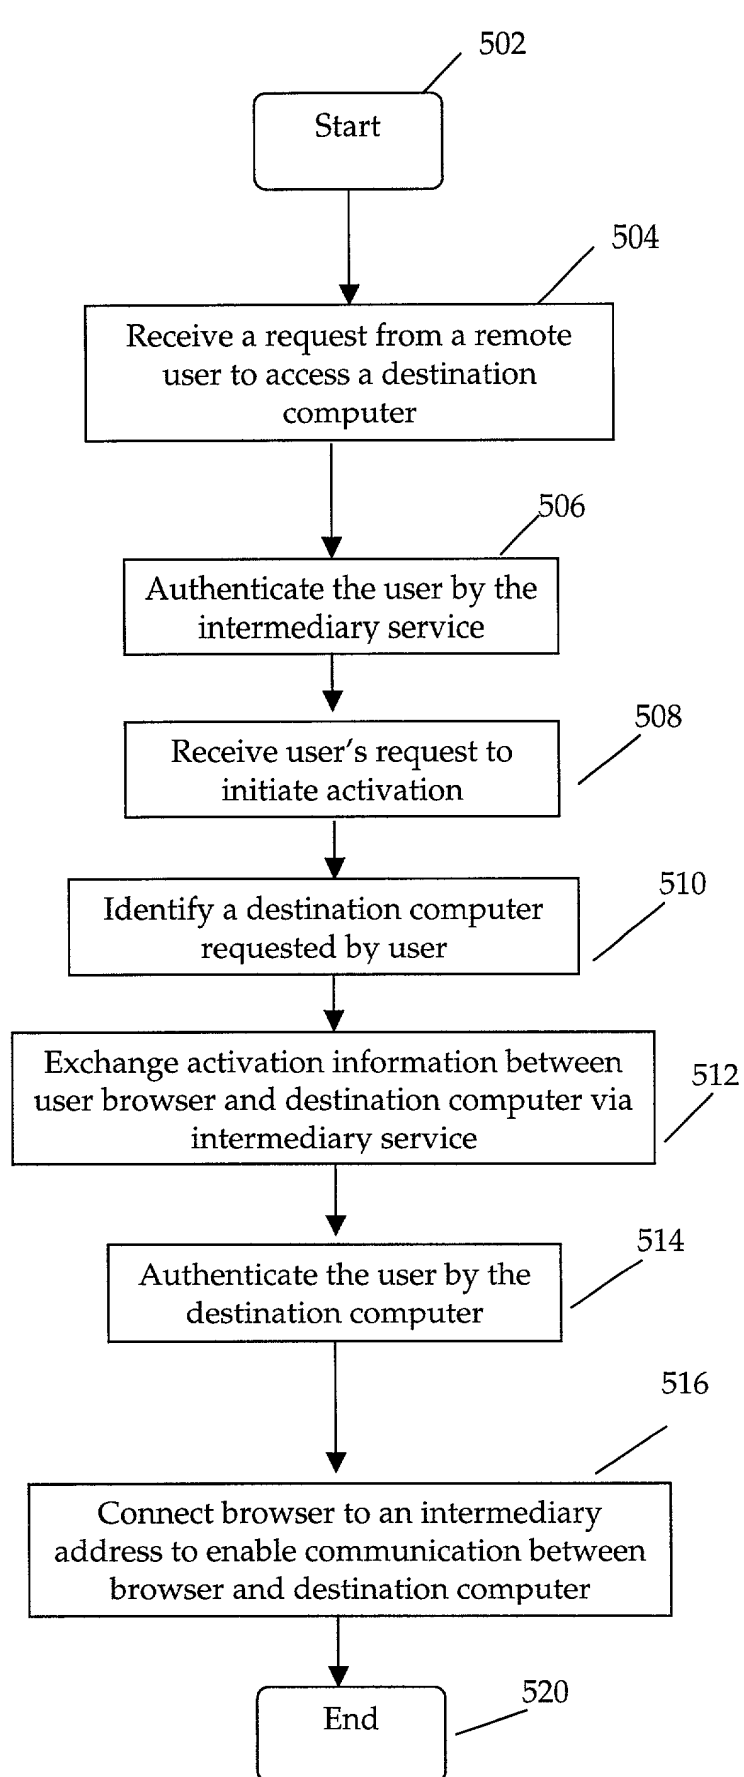 502
Start
504
Receive a request from a remote
user to access a destination
computer
506
Authenticate the user by the
intermediary service
508
Receive user's request to
initiate activation
510
Identify a destination computer
requested by user
512
Exchange activation information between
user browser and destination computer via
intermediary service
514
Authenticate the user by the
destination computer
516
Connect browser to an intermediary
address to enable communication between
browser and destination computer
520
End